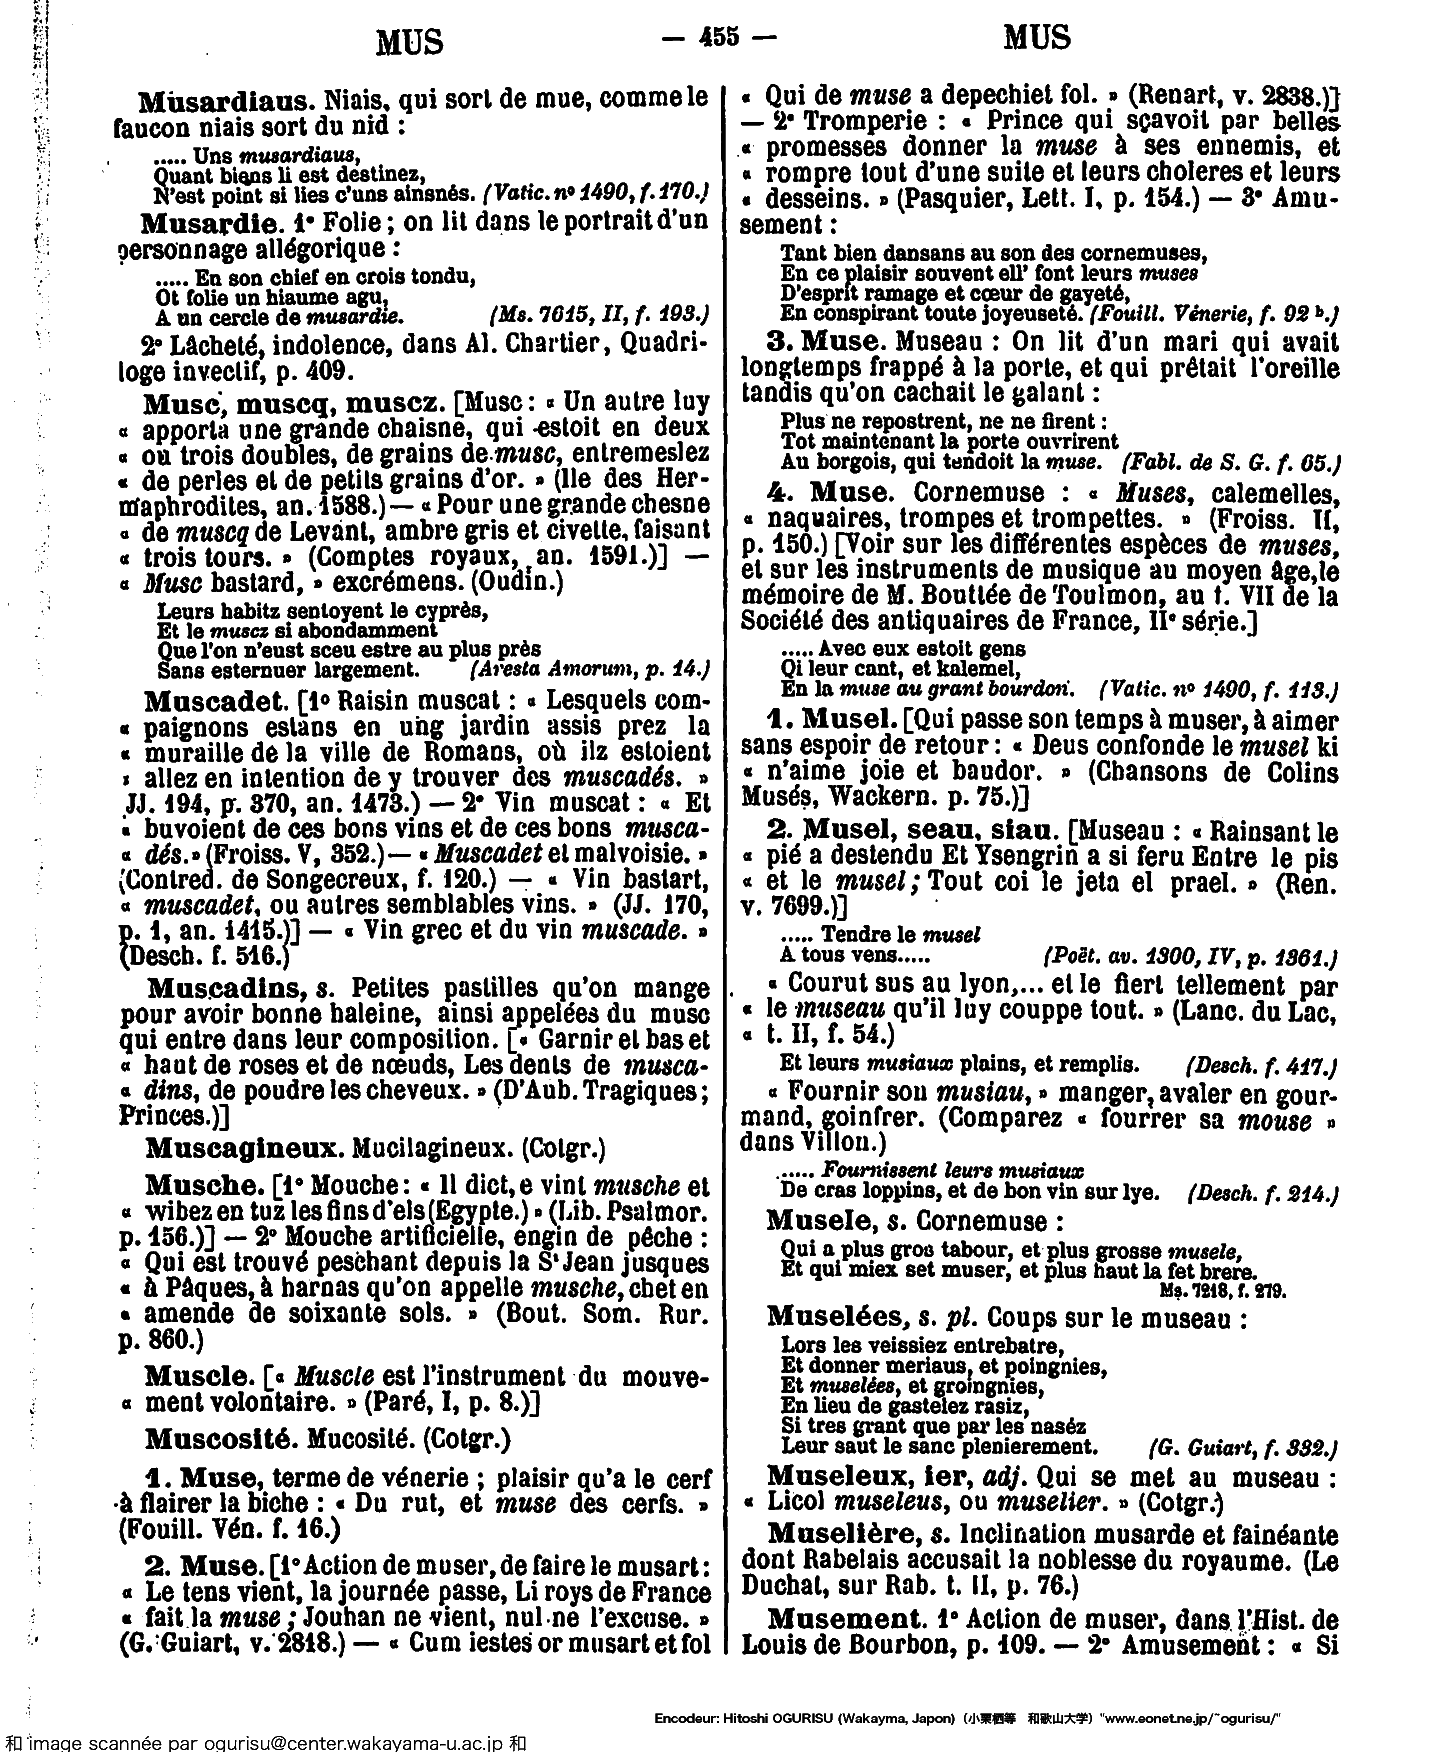 MUS
— 455 —
MUS
Musardiaus. Niais, qui sort de mue, comme le
faucon niais sort du nid :
..... Uns musardiaus,
Quant biens li est destinez,
N'est point si lies c'uns ainsnés. (Vatic. nº 1490, f. 170.)
Musardie. 1º Folie ; on lit dans le portrait d'un
personnage allégorique :
..... En son chief en crois tondu,
Ot folie un hiaume agu,
A un cercle de musardie. (Ms. 7615, II, f. 193.)
2º Lâcheté, indolence, dans Al. Chartier, Quadri-
loge invectif, p. 409.
Musc, muscq, muscz. [Musc : « Un autre luy
« apporta une grande chaisne, qui estoit en deux
« ou trois doubles, de grains de musc, entremeslez
« de perles et de petits grains d'or. » (Ile des Her-
maphrodites, an. 1588.) — « Pour une grande chesne
« de muscq de Levant, ambre gris et civette, faisant
« trois tours. » (Comptes royaux, an. 1591.)] —
« Musc bastard, » excrémens. (Oudin.)
Leurs habitz sentoyent le cyprès,
Et le muscz si abondamment
Que l'on n'eust sceu estre au plus près
Sans esternuer largement. (Aresta Amorum, p. 14.)
Muscadet. [1º Raisin muscat : « Lesquels com-
« paignons estans en ung jardin assis prez la
« muraille de la ville de Romans, où ilz estoient
« allez en intention de y trouver des muscadés. »
JJ. 194, p. 370, an. 1473.) — 2º Vin muscat : « Et
« buvoient de ces bons vins et de ces bons musca-
« dés. » (Froiss. V, 352.) — « Muscadet et malvoisie. »
(Contred. de Songecreux, f. 120.) — « Vin bastart,
« muscadet, ou autres semblables vins. » (JJ. 170,
p. 1, an. 1415.)] — « Vin grec et du vin muscade. »
(Desch. f. 516.)
Muscadins, s. Petites pastilles qu'on mange
pour avoir bonne haleine, ainsi appelées du musc
qui entre dans leur composition. [« Garnir et bas et
« haut de roses et de nœuds, Les dents de musca-
« dins, de poudre les cheveux. » (D'Aub. Tragiques ;
Princes.)]
Muscagineux. Mucilagineux. (Cotgr.)
Musche. [1º Mouche : « Il dict, e vint musche et
« wibez en tuz les fins d'els (Egypte.) » (Lib. Psalmor.
p. 156.)] — 2º Mouche artificielle, engin de pêche :
« Qui est trouvé peschant depuis la St Jean jusques
« à Pâques, à harnas qu'on appelle musche, chet en
« amende de soixante sols. » (Bout. Som. Rur.
p. 860.)
Muscle. [« Muscle est l'instrument du mouve-
« ment volontaire. » (Paré, I, p. 8.)]
Muscosité. Mucosité. (Cotgr.)
1. Muse, terme de vénerie ; plaisir qu'a le cerf
à flairer la biche : « Du rut, et muse des cerfs. »
(Fouill. Vén. f. 16.)
2. Muse. [1º Action de muser, de faire le musart :
« Le tens vient, la journée passe, Li roys de France
« fait la muse ; Jouhan ne vient, nul ne l'excuse. »
(G. Guiart, v. 2818.) — « Cum iestes or musart et fol
« Qui de muse a depechiet fol. » (Renart, v. 2838.)]
— 2º Tromperie : « Prince qui sçavoit par belles
« promesses donner la muse à ses ennemis, et
« rompre tout d'une suite et leurs choleres et leurs
« desseins. » (Pasquier, Lett. I, p. 154.) — 3º Amu-
sement :
Tant bien dansans au son des cornemuses,
En ce plaisir souvent ell' font leurs muses
D'esprit ramage et cœur de gayeté,
En conspirant toute joyeuseté. (Fouill. Vénerie, f. 92 b.)
3. Muse. Museau : On lit d'un mari qui avait
longtemps frappé à la porte, et qui prêtait l'oreille
tandis qu'on cachait le galant :
Plus ne repostrent, ne ne firent :
Tot maintenant la porte ouvrirent
Au borgois, qui tendoit la muse. (Fabl. de S. G. f. 65.)
4. Muse. Cornemuse : « Muses, calemelles,
« naquaires, trompes et trompettes. » (Froiss. II,
p. 150.) [Voir sur les différentes espèces de muses,
et sur les instruments de musique au moyen âge, le
mémoire de M. Bouttée de Toulmon, au t. VII de la
Société des antiquaires de France, IIº série.]
..... Avec eux estoit gens
Qi leur cant, et kalemel,
En la muse au grant bourdon. (Vatic. nº 1490, f. 113.)
1. Musel. [Qui passe son temps à muser, à aimer
sans espoir de retour : « Deus confonde le musel ki
« n'aime joie et baudor. » (Chansons de Colins
Musés, Wackern. p. 75.)]
2. Musel, seau, siau. [Museau : « Rainsant le
« pié a destendu Et Ysengrin a si feru Entre le pis
« et le musel ; Tout coi le jeta el prael. » (Ren.
v. 7699.)]
..... Tendre le musel
A tous vens..... (Poët. av. 1300, IV, p. 1361.)
« Courut sus au lyon,... et le fiert tellement par
« le museau qu'il luy couppe tout. » (Lanc. du Lac,
« t. II, f. 54.)
Et leurs musiaux plains, et remplis. (Desch. f. 417.)
« Fournir son musiau, » manger, avaler en gour-
mand, goinfrer. (Comparez « fourrer sa mouse »
dans Villon.)
..... Fournissent leurs musiaux
De cras loppins, et de bon vin sur lye. (Desch. f. 214.)
Musele, s. Cornemuse :
Qui a plus gros tabour, et plus grosse musele,
Et qui miex set muser, et plus haut la fet brere.
Ms. 7218, f. 279.
Muselées, s. pl. Coups sur le museau :
Lors les veissiez entrebatre,
Et donner meriaus, et poingnies,
Et muselées, et groingnies,
En lieu de gastelez rasiz,
Si tres grant que par les naséz
Leur saut le sanc plenierement. (G. Guiart, f. 332.)
Museleux, ier, adj. Qui se met au museau :
« Licol museleus, ou muselier. » (Cotgr.)
Muselière, s. Inclination musarde et fainéante
dont Rabelais accusait la noblesse du royaume. (Le
Duchat, sur Rab. t. II, p. 76.)
Musement. 1º Action de muser, dans l'Hist. de
Louis de Bourbon, p. 109. — 2º Amusement : « Si
Encodeur: Hitoshi OGURISU (Wakayma, Japon) (小栗栖等 和歌山大学) "www.eonet.ne.jp/~ogurisu/"
和 image scannée par ogurisu@center.wakayama-u.ac.jp 和